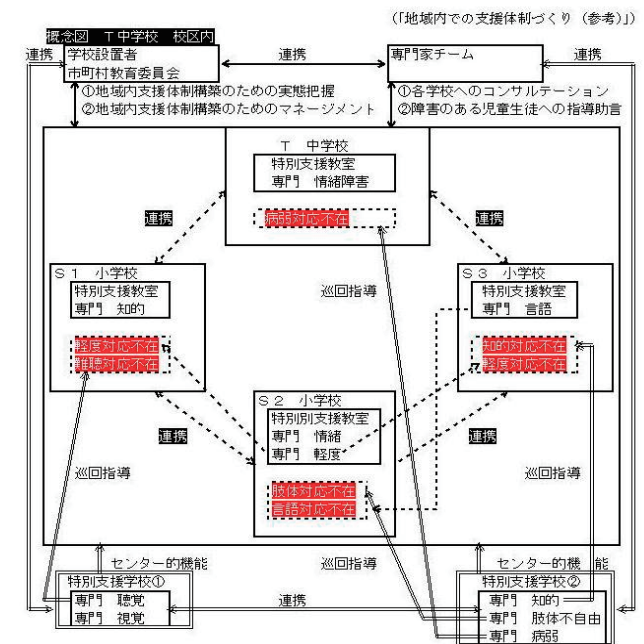 (「地域内での支援体制づくり (参考)」)
概念図　T中学校　校区内
連携
学校設置者
市町村教育委員会
連携
専門家チーム
連携
①地域内支援体制構築のための実態把握
②地域内支援体制構築のためのマネージメント
①各学校へのコンサルテーション
②障害のある児童生徒への指導助言
T　中学校
特別支援教室
専門　情緒障害
病弱対応不在
連携
連携
S1　小学校
特別支援教室
専門　知的
軽度対応不在
難聴対応不在
巡回指導
S3　小学校
特別支援教室
専門　言語
知的対応不在
軽度対応不在
S2　小学校
特別別支援教室
専門　情緒
専門　軽度
肢体対応不在
言語対応不在
連携
連携
巡回指導
巡回指導
センター的機能
巡回指導
センター的機　能
特別支援学校①
専門　聴覚
専門　視覚
連携
特別支援学校②
専門　知的
専門　肢体不自由
専門　病弱